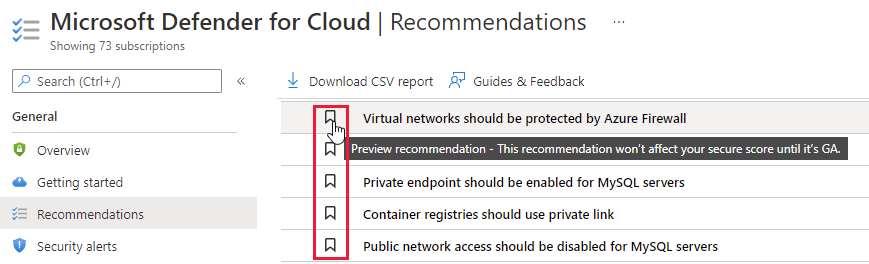 Microsoft Defender for Cloud | Recommendations ...
Showing 73 subscriptions
Search (Ctrl+/)
«
Download CSV report
Guides & Feedback
General
Overview
Getting started
Recommendations
Security alerts
Virtual networks should be protected by Azure Firewall
Preview recommendation - This recommendation won't affect your secure score until it's GA.
Private endpoint should be enabled for MySQL servers
Container registries should use private link
Public network access should be disabled for MySQL servers